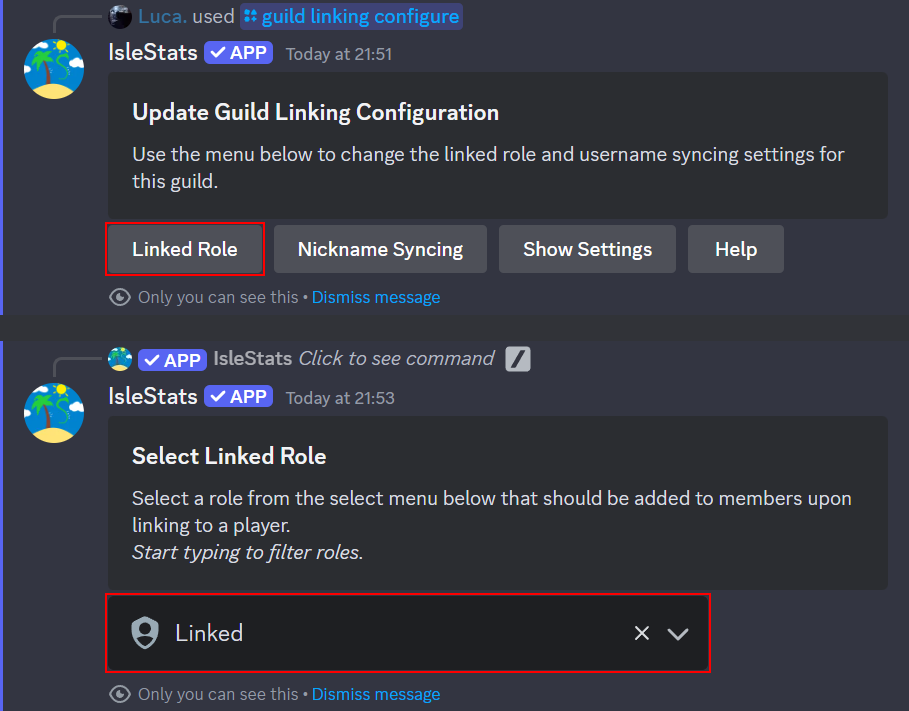 Luca. used guild linking configure
IsleStats APP Today at 21:51
Update Guild Linking Configuration
Use the menu below to change the linked role and username syncing settings for
this guild.
Linked Role Nickname Syncing Show Settings Help
Only you can see this • Dismiss message
APP IsleStats Click to see command
IsleStats APP Today at 21:53
Select Linked Role
Select a role from the select menu below that should be added to members upon
linking to a player.
Start typing to filter roles.
Linked
Only you can see this • Dismiss message